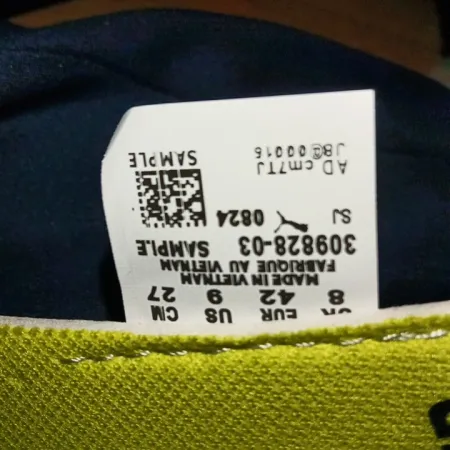 UK EUR US CM
8 42 9 27
MADE IN VIETNAM
FABRIQUE AU VIETNAM
309828-03 SAMPLE
SJ 0824
AD cm7TJ
J8@00016
SAMPLE